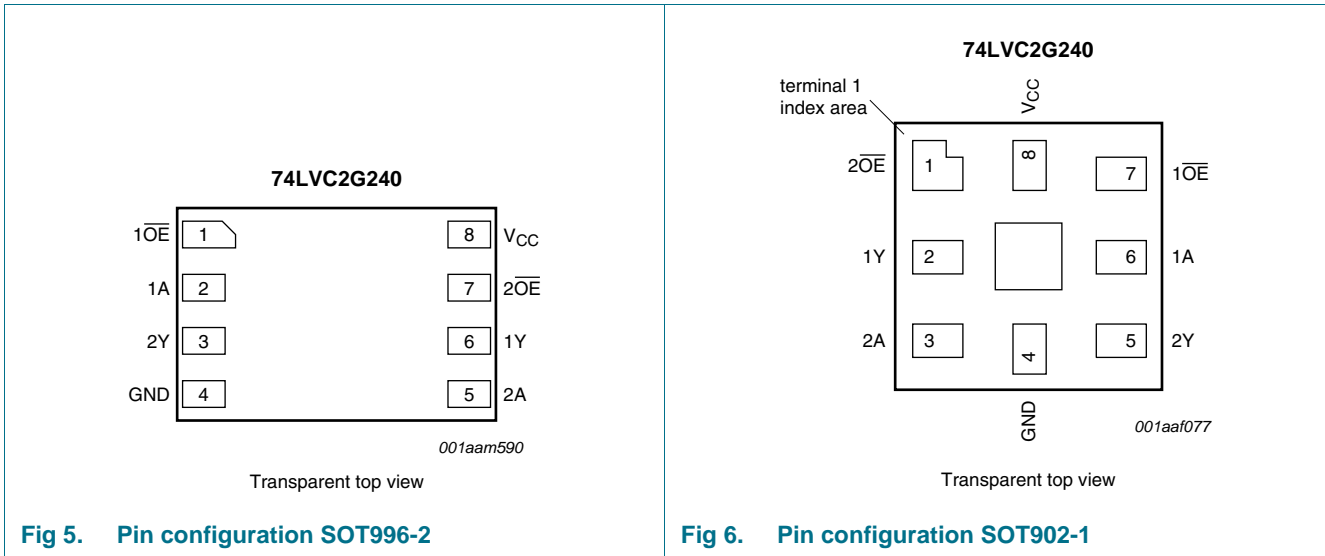 74LVC2G240
1OE 1 8 VCC
1A 2 7 2OE
2Y 3 6 1Y
GND 4 5 2A
001aam590
Transparent top view
Fig 5. Pin configuration SOT996-2
74LVC2G240
terminal 1
index area
VCC
2OE 1 8 7 1OE
1Y 2 6 1A
2A 3 4 5 2Y
GND
001aaf077
Transparent top view
Fig 6. Pin configuration SOT902-1